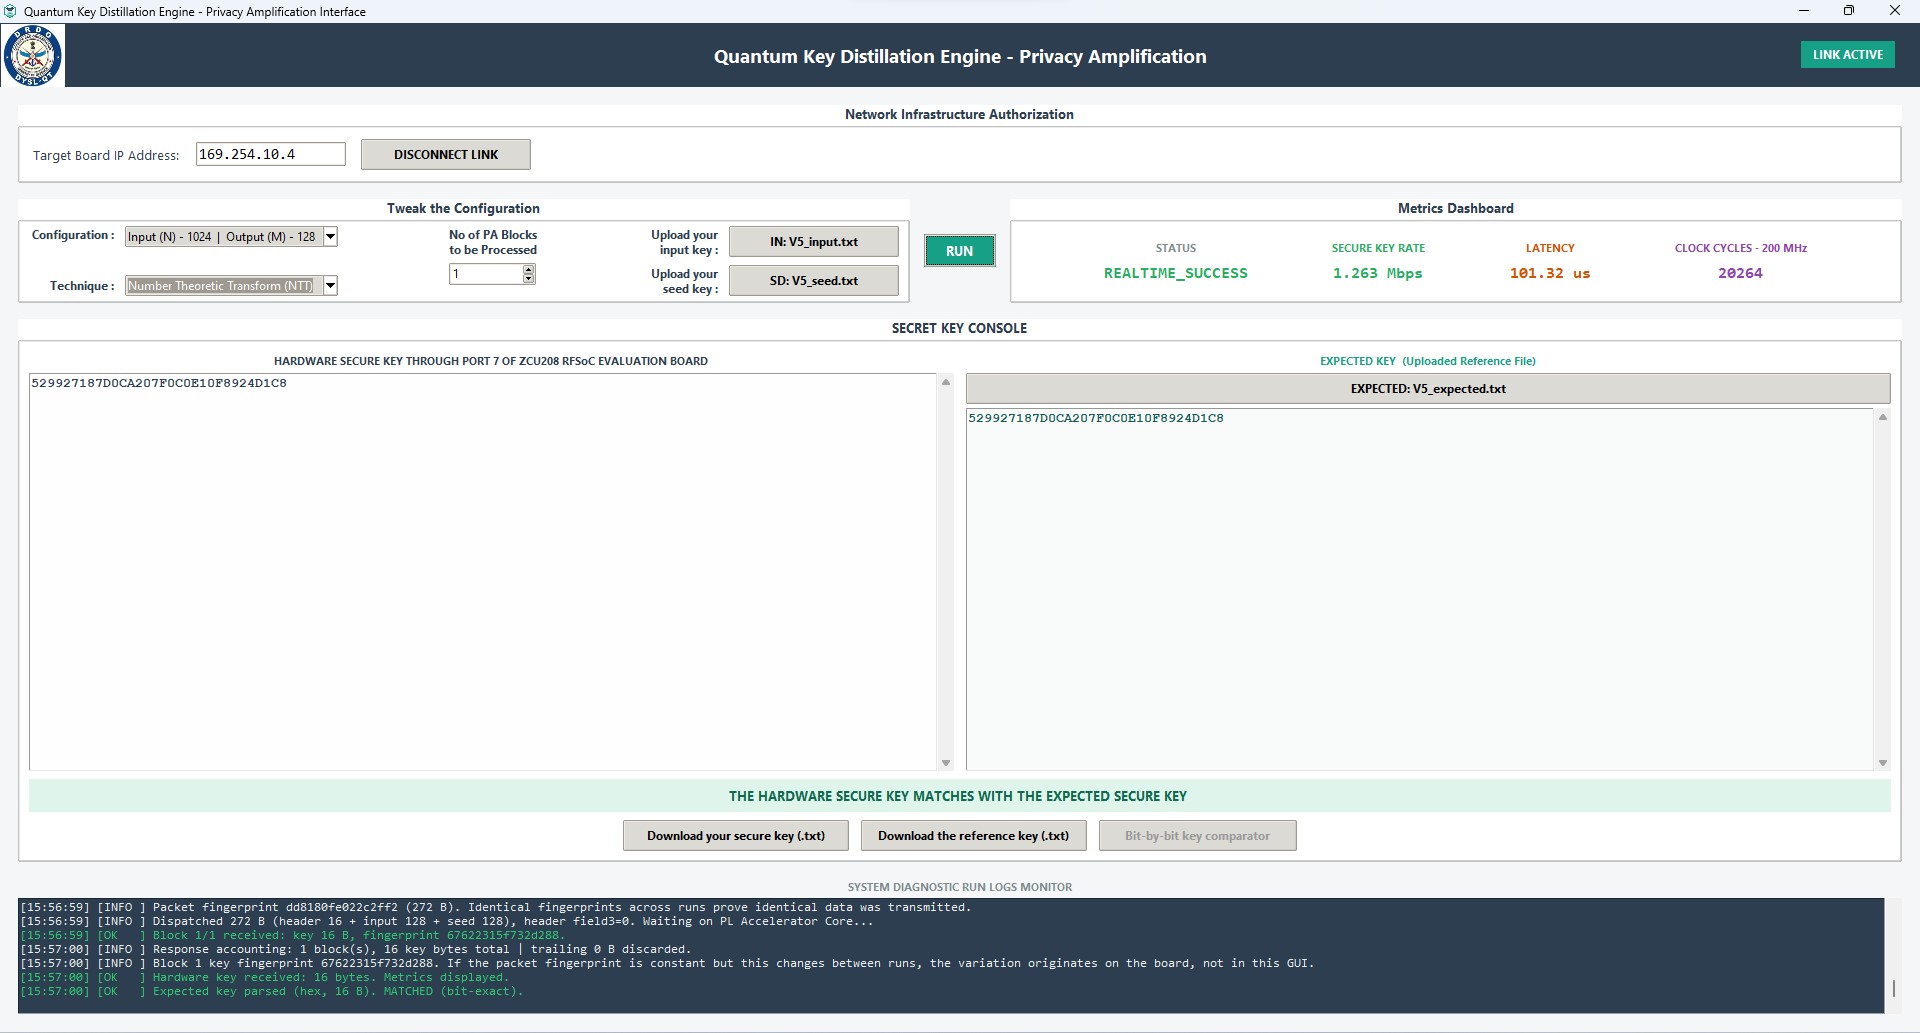 Quantum Key Distillation Engine - Privacy Amplification Interface
DRDO
DYSL-QT
Quantum Key Distillation Engine - Privacy Amplification
LINK ACTIVE
Network Infrastructure Authorization
Target Board IP Address: 169.254.10.4 DISCONNECT LINK
Tweak the Configuration
Configuration : Input (N) - 1024 | Output (M) - 128
Technique : Number Theoretic Transform (NTT)
No of PA Blocks
to be Processed
1
Upload your
input key : IN: V5_input.txt
Upload your
seed key : SD: V5_seed.txt
RUN
Metrics Dashboard
STATUS SECURE KEY RATE LATENCY CLOCK CYCLES - 200 MHz
REALTIME_SUCCESS 1.263 Mbps 101.32 us 20264
SECRET KEY CONSOLE
HARDWARE SECURE KEY THROUGH PORT 7 OF ZCU208 RFSoC EVALUATION BOARD
529927187D0CA207F0C0E10F8924D1C8
EXPECTED KEY (Uploaded Reference File)
EXPECTED: V5_expected.txt
529927187D0CA207F0C0E10F8924D1C8
THE HARDWARE SECURE KEY MATCHES WITH THE EXPECTED SECURE KEY
Download your secure key (.txt) Download the reference key (.txt) Bit-by-bit key comparator
SYSTEM DIAGNOSTIC RUN LOGS MONITOR
[15:56:59] [INFO ] Packet fingerprint dd8180fe022c2ff2 (272 B). Identical fingerprints across runs prove identical data was transmitted.
[15:56:59] [INFO ] Dispatched 272 B (header 16 + input 128 + seed 128), header field3=0. Waiting on PL Accelerator Core...
[15:56:59] [OK   ] Block 1/1 received: key 16 B, fingerprint 67622315f732d288.
[15:57:00] [INFO ] Response accounting: 1 block(s), 16 key bytes total | trailing 0 B discarded.
[15:57:00] [INFO ] Block 1 key fingerprint 67622315f732d288. If the packet fingerprint is constant but this changes between runs, the variation originates on the board, not in this GUI.
[15:57:00] [OK   ] Hardware key received: 16 bytes. Metrics displayed.
[15:57:00] [OK   ] Expected key parsed (hex, 16 B). MATCHED (bit-exact).